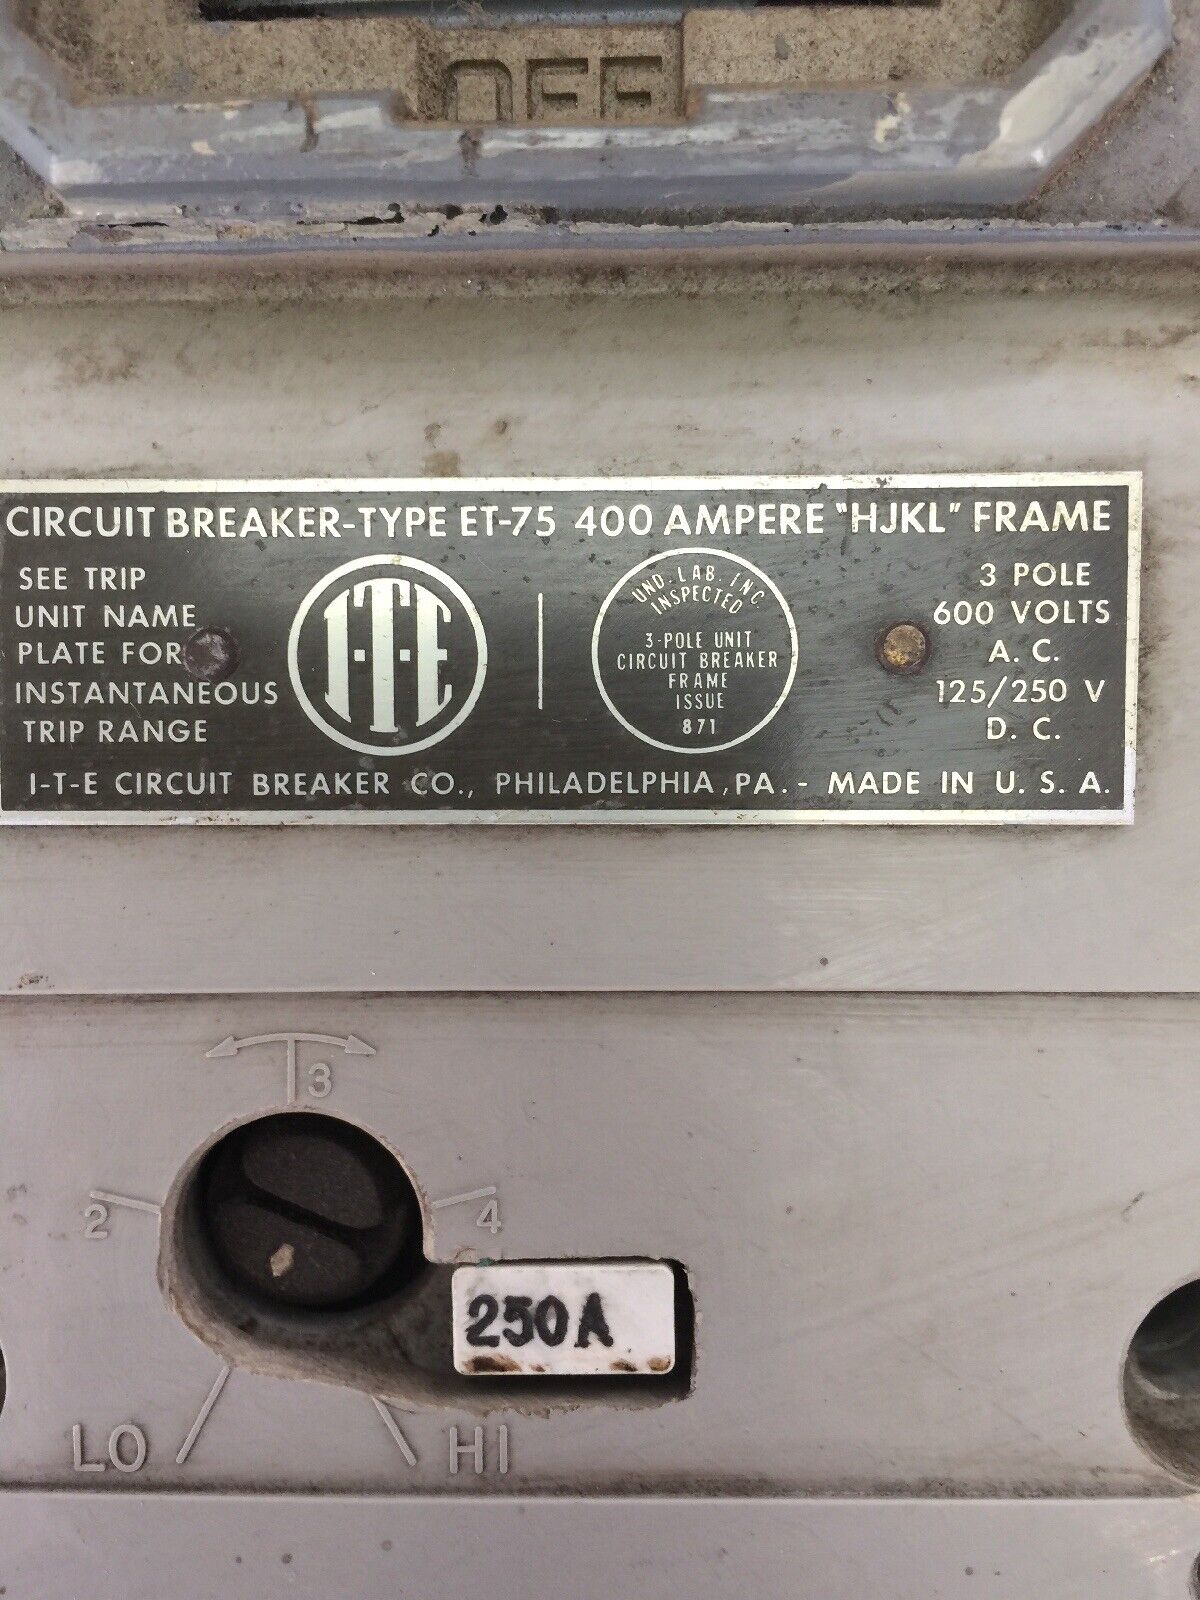 OFF
CIRCUIT BREAKER-TYPE ET-75 400 AMPERE "HJKL" FRAME
SEE TRIP
UNIT NAME
PLATE FOR
INSTANTANEOUS
TRIP RANGE
I-T-E
UND. LAB. INC.
INSPECTED
3-POLE UNIT
CIRCUIT BREAKER
FRAME
ISSUE
871
3 POLE
600 VOLTS
A. C.
125/250 V
D. C.
I-T-E CIRCUIT BREAKER CO., PHILADELPHIA, PA. - MADE IN U. S. A.
3
2
4
250A
LO
HI